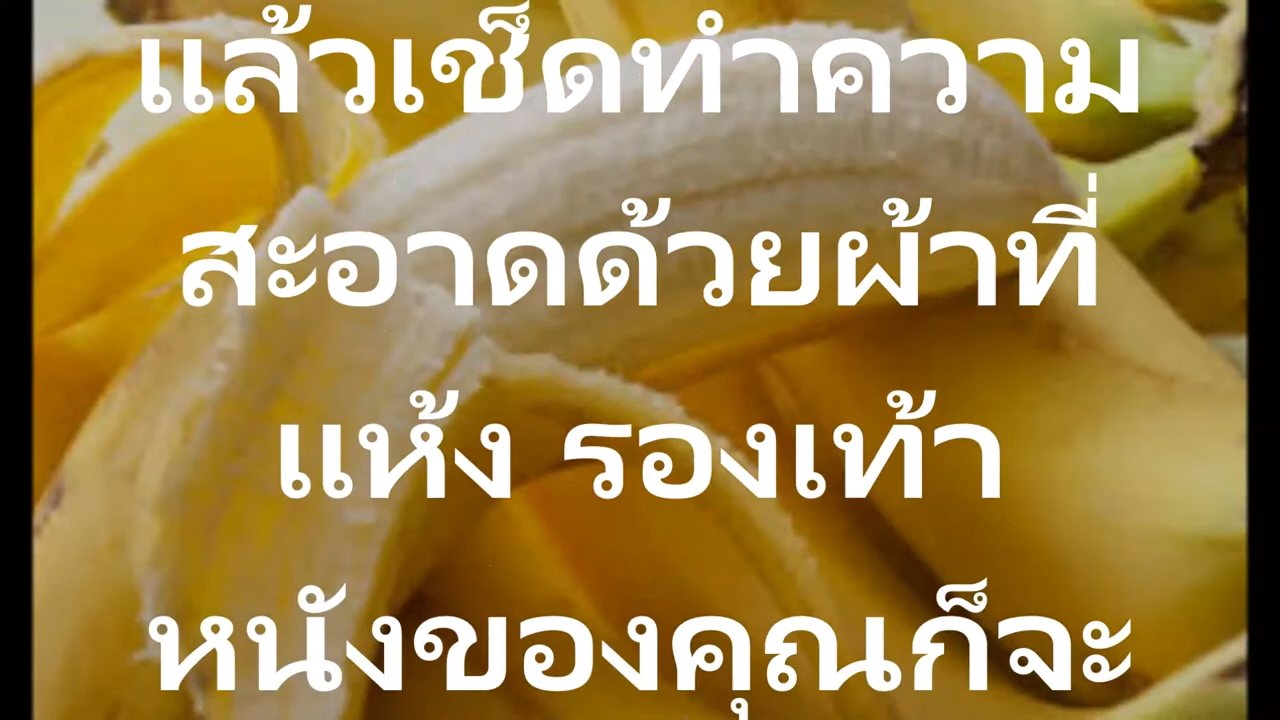 แล้วเช็ดทำความ
สะอาดด้วยผ้าที่
แห้ง รองเท้า
หนังของคุณก็จะ